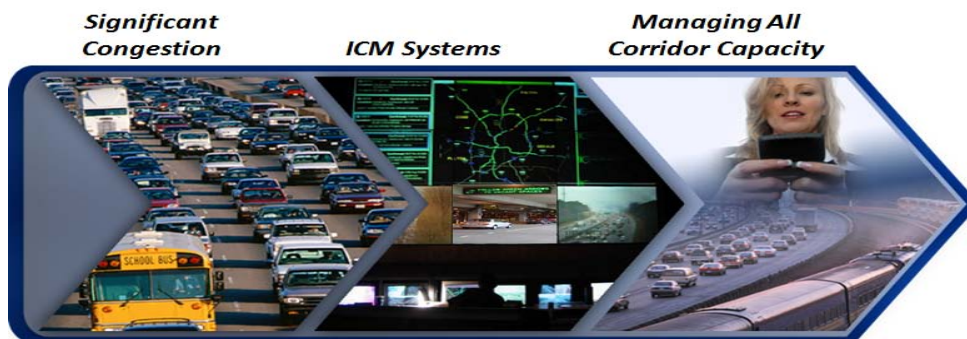 Significant
Congestion
ICM Systems
Managing All
Corridor Capacity
SCHOOL BUS